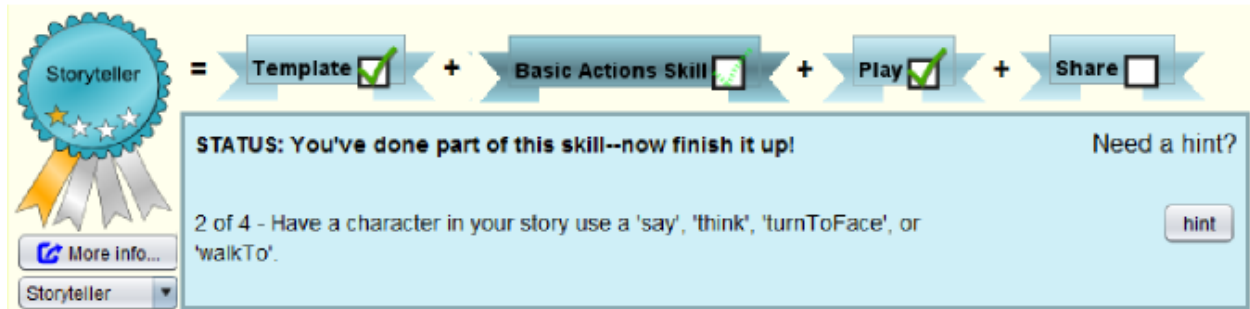 Storyteller
= Template + Basic Actions Skill + Play + Share
STATUS: You've done part of this skill--now finish it up!
Need a hint?
2 of 4 - Have a character in your story use a 'say', 'think', 'turnToFace', or
'walkTo'.
hint
More info...
Storyteller